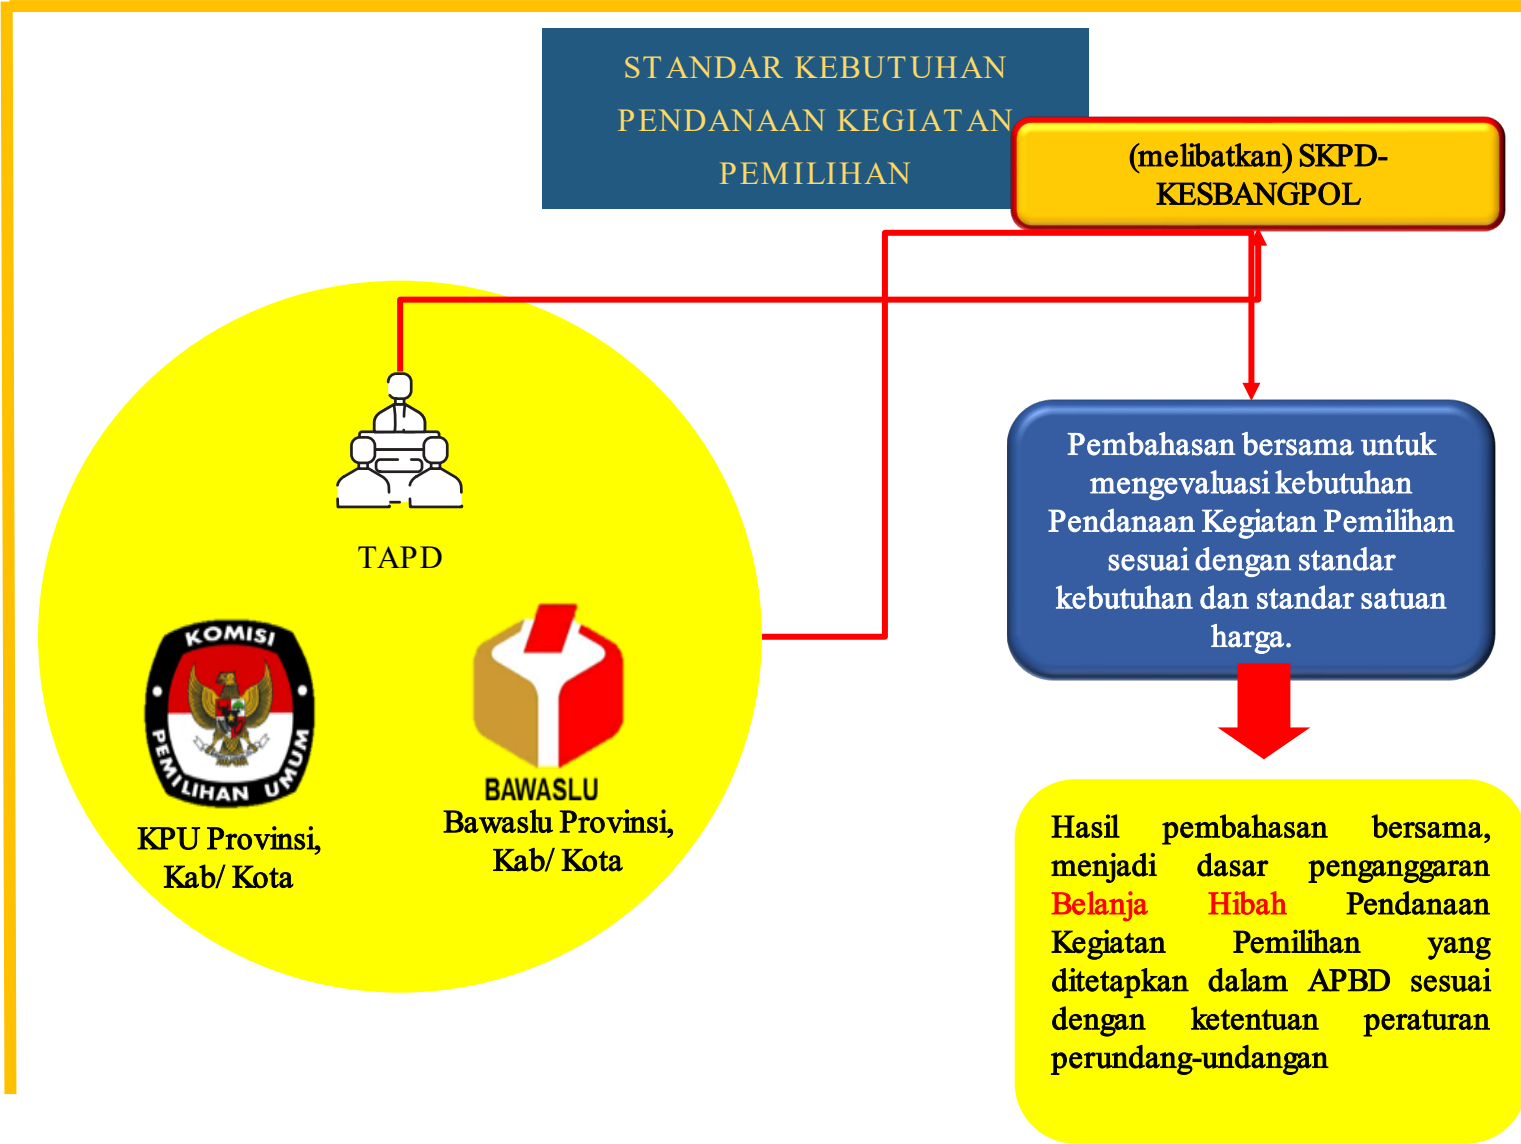 STANDAR KEBUTUHAN
PENDANAAN KEGIATAN
PEMILIHAN
(melibatkan) SKPD-
KESBANGPOL
TAPD
KOMISI
PEMILIHAN UMUM
KPU Provinsi,
Kab/ Kota
BAWASLU
Bawaslu Provinsi,
Kab/ Kota
Pembahasan bersama untuk
mengevaluasi kebutuhan
Pendanaan Kegiatan Pemilihan
sesuai dengan standar
kebutuhan dan standar satuan
harga.
Hasil pembahasan bersama,
menjadi dasar penganggaran
Belanja Hibah Pendanaan
Kegiatan Pemilihan yang
ditetapkan dalam APBD sesuai
dengan ketentuan peraturan
perundang-undangan